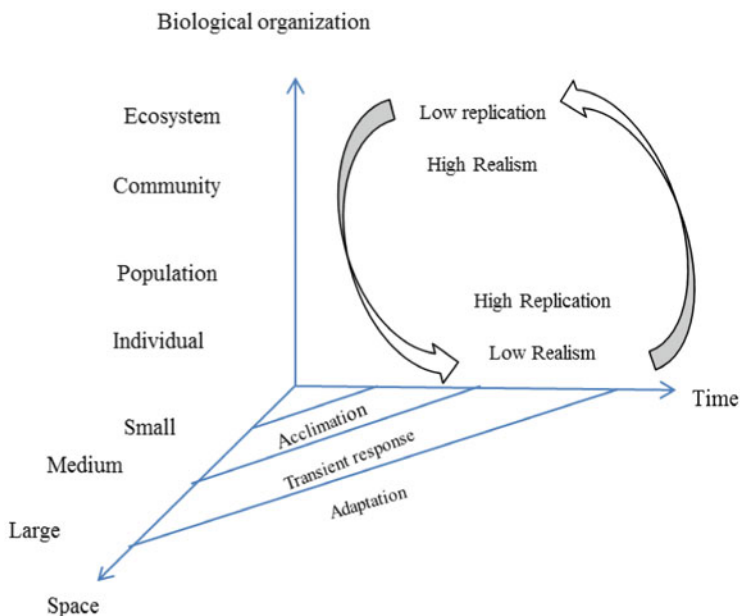 Biological organization
Ecosystem
Low replication
High Realism
Community
Population
High Replication
Individual
Low Realism
Time
Small
Acclimation
Medium
Transient response
Adaptation
Large
Space